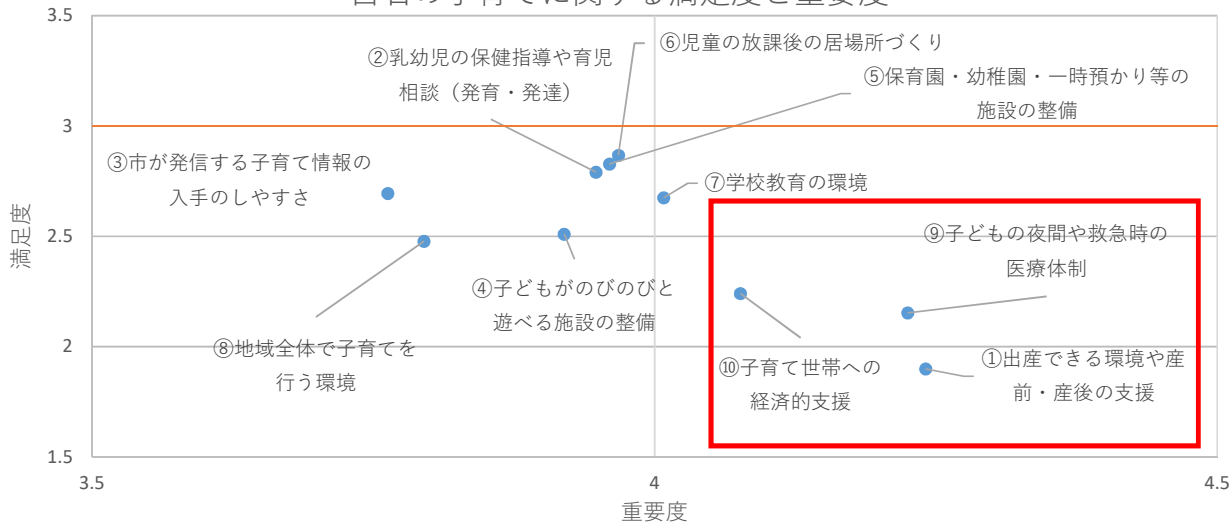 3.5
⑥児童の放課後の居場所づくり
②乳幼児の保健指導や育児
相談（発育・発達）
⑤保育園・幼稚園・一時預かり等の
施設の整備
3
③市が発信する子育て情報の
入手のしやすさ
⑦学校教育の環境
満足度
2.5
⑨子どもの夜間や救急時の
医療体制
④子どもがのびのびと
遊べる施設の整備
2
⑧地域全体で子育てを
行う環境
⑩子育て世帯への
経済的支援
①出産できる環境や産
前・産後の支援
1.5
3.5
4
4.5
重要度